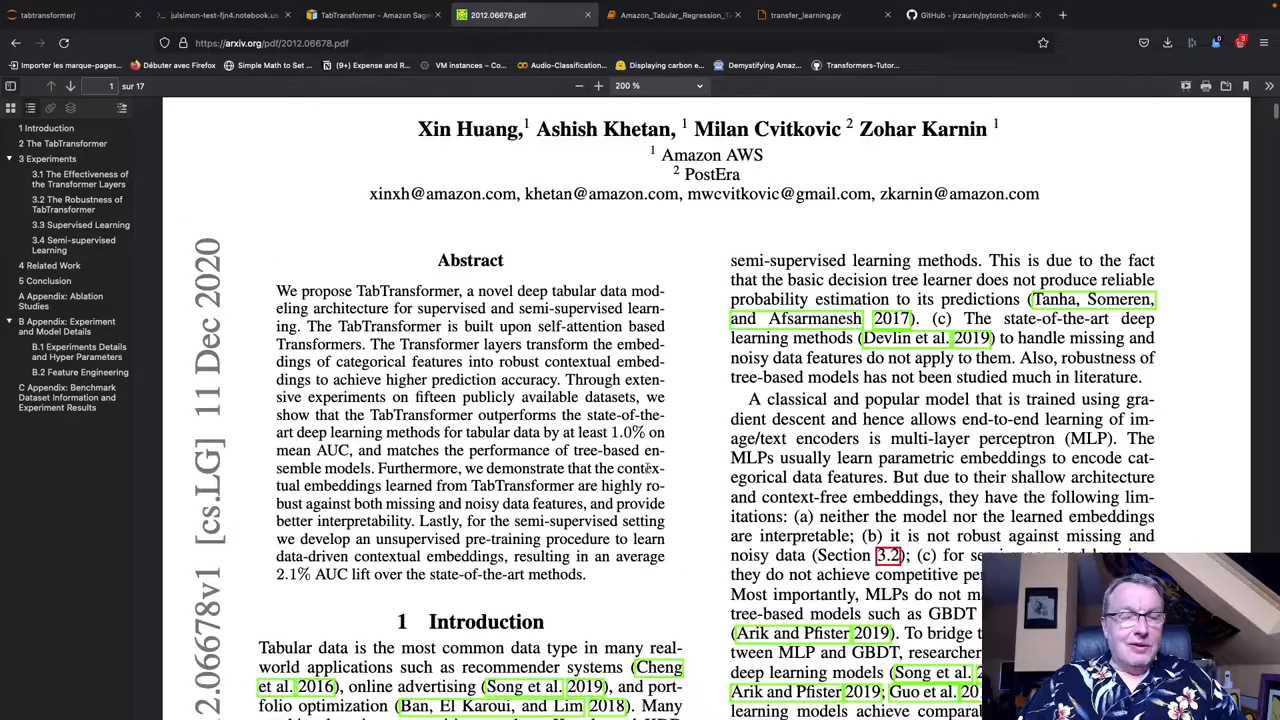 tabtransformer/
julsimon-test-fjn4.notebook.us
TabTransformer – Amazon Sage
2012.06678.pdf
Amazon_Tabular_Regression_T
transfer_learning.py
GitHub - jrzaurin/pytorch-wided
https://arxiv.org/pdf/2012.06678.pdf
Importer les marque-pages...
Débuter avec Firefox
Simple Math to Set ...
(9+) Expense and R...
VM instances – Co...
Audio-Classification...
Displaying carbon e...
Demystifying Amaz...
Transformers-Tutor...
1 sur 17
200 %
1 Introduction
2 The TabTransformer
3 Experiments
3.1 The Effectiveness of
the Transformer Layers
3.2 The Robustness of
TabTransformer
3.3 Supervised Learning
3.4 Semi-supervised
Learning
4 Related Work
5 Conclusion
A Appendix: Ablation
Studies
B Appendix: Experiment
and Model Details
B.1 Experiments Details
and Hyper Parameters
B.2 Feature Engineering
C Appendix: Benchmark
Dataset Information and
Experiment Results
2.06678v1 [cs.LG] 11 Dec 2020
Xin Huang,1 Ashish Khetan, 1 Milan Cvitkovic 2 Zohar Karnin 1
1 Amazon AWS
2 PostEra
xinxh@amazon.com, khetan@amazon.com, mwcvitkovic@gmail.com, zkarnin@amazon.com
Abstract
We propose TabTransformer, a novel deep tabular data mod-
eling architecture for supervised and semi-supervised learn-
ing. The TabTransformer is built upon self-attention based
Transformers. The Transformer layers transform the embed-
dings of categorical features into robust contextual embed-
dings to achieve higher prediction accuracy. Through exten-
sive experiments on fifteen publicly available datasets, we
show that the TabTransformer outperforms the state-of-the-
art deep learning methods for tabular data by at least 1.0% on
mean AUC, and matches the performance of tree-based en-
semble models. Furthermore, we demonstrate that the contex-
tual embeddings learned from TabTransformer are highly ro-
bust against both missing and noisy data features, and provide
better interpretability. Lastly, for the semi-supervised setting
we develop an unsupervised pre-training procedure to learn
data-driven contextual embeddings, resulting in an average
2.1% AUC lift over the state-of-the-art methods.
1 Introduction
Tabular data is the most common data type in many real-
world applications such as recommender systems (Cheng
et al. 2016), online advertising (Song et al. 2019), and port-
folio optimization (Ban, El Karoui, and Lim 2018). Many
semi-supervised learning methods. This is due to the fact
that the basic decision tree learner does not produce reliable
probability estimation to its predictions (Tanha, Someren,
and Afsarmanesh 2017). (c) The state-of-the-art deep
learning methods (Devlin et al. 2019) to handle missing and
noisy data features do not apply to them. Also, robustness of
tree-based models has not been studied much in literature.
A classical and popular model that is trained using gra-
dient descent and hence allows end-to-end learning of im-
age/text encoders is multi-layer perceptron (MLP). The
MLPs usually learn parametric embeddings to encode cat-
egorical data features. But due to their shallow architecture
and context-free embeddings, they have the following lim-
itations: (a) neither the model nor the learned embeddings
are interpretable; (b) it is not robust against missing and
noisy data (Section 3.2); (c) for
they do not achieve competitive
Most importantly, MLPs do not
tree-based models such as GBDT
(Arik and Pfister 2019). To bridge
tween MLP and GBDT,
deep learning models (Song et al.
Arik and Pfister 2019; Guo et al.
learning models achieve